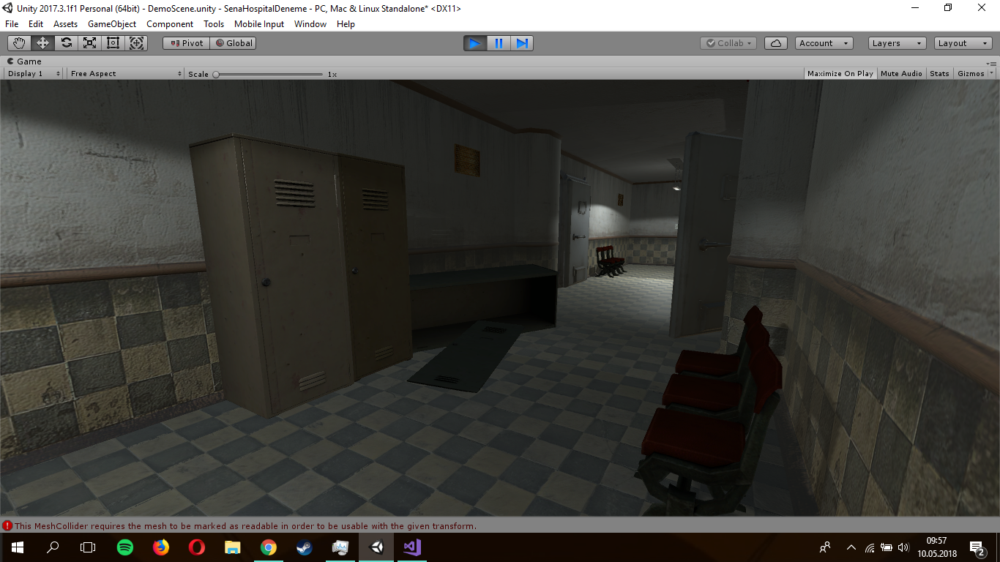 Unity 2017.3.1f1 Personal (64bit) - DemoScene.unity - SenaHospitalDeneme - PC, Mac & Linux Standalone* <DX11>
File Edit Assets GameObject Component Tools Mobile Input Window Help
Pivot Global Collab Account Layers Layout
Game
Display 1 Free Aspect Scale 1x Maximize On Play Mute Audio Stats Gizmos
This MeshCollider requires the mesh to be marked as readable in order to be usable with the given transform.
09:57
10.05.2018
2